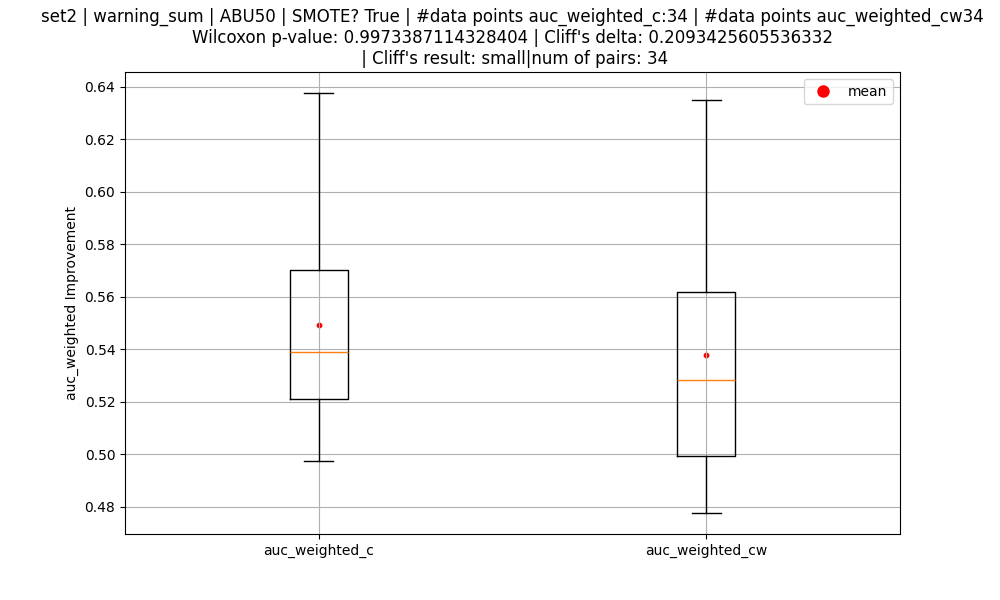 set2 | warning_sum | ABU50 | SMOTE? True | #data points auc_weighted_c:34 | #data points auc_weighted_cw34
Wilcoxon p-value: 0.9973387114328404 | Cliff's delta: 0.2093425605536332
| Cliff's result: small|num of pairs: 34
mean
auc_weighted Improvement
0.64
0.62
0.60
0.58
0.56
0.54
0.52
0.50
0.48
auc_weighted_c
auc_weighted_cw